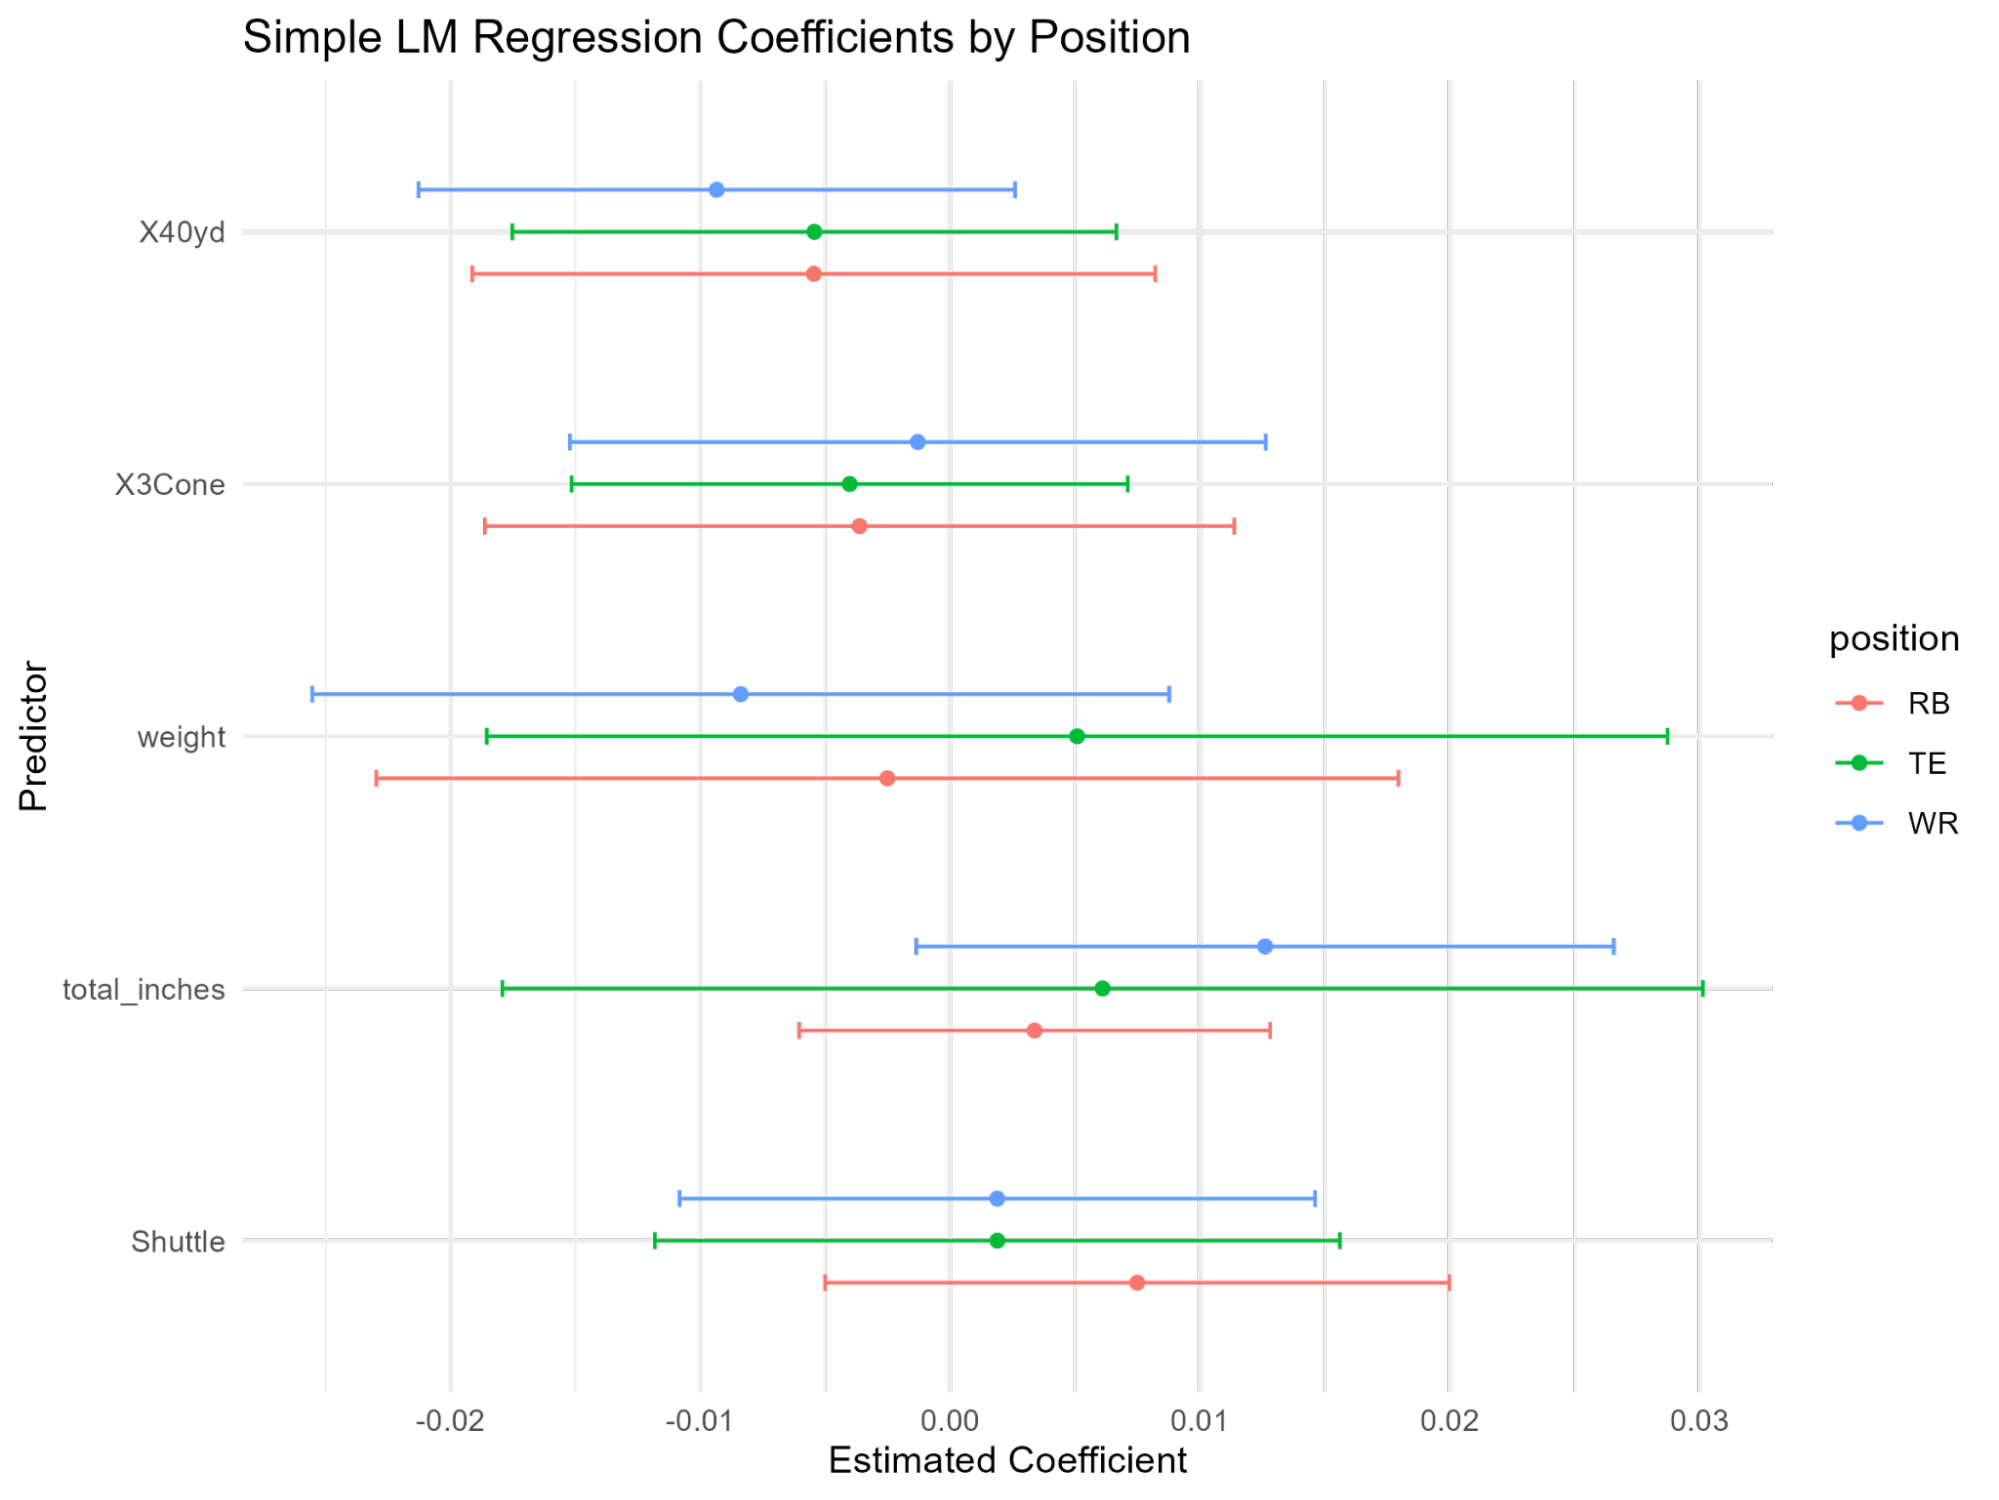 Simple LM Regression Coefficients by Position
X40yd
X3Cone
weight
total_inches
Shuttle
Predictor
-0.02
-0.01
0.00
0.01
0.02
0.03
Estimated Coefficient
position
RB
TE
WR